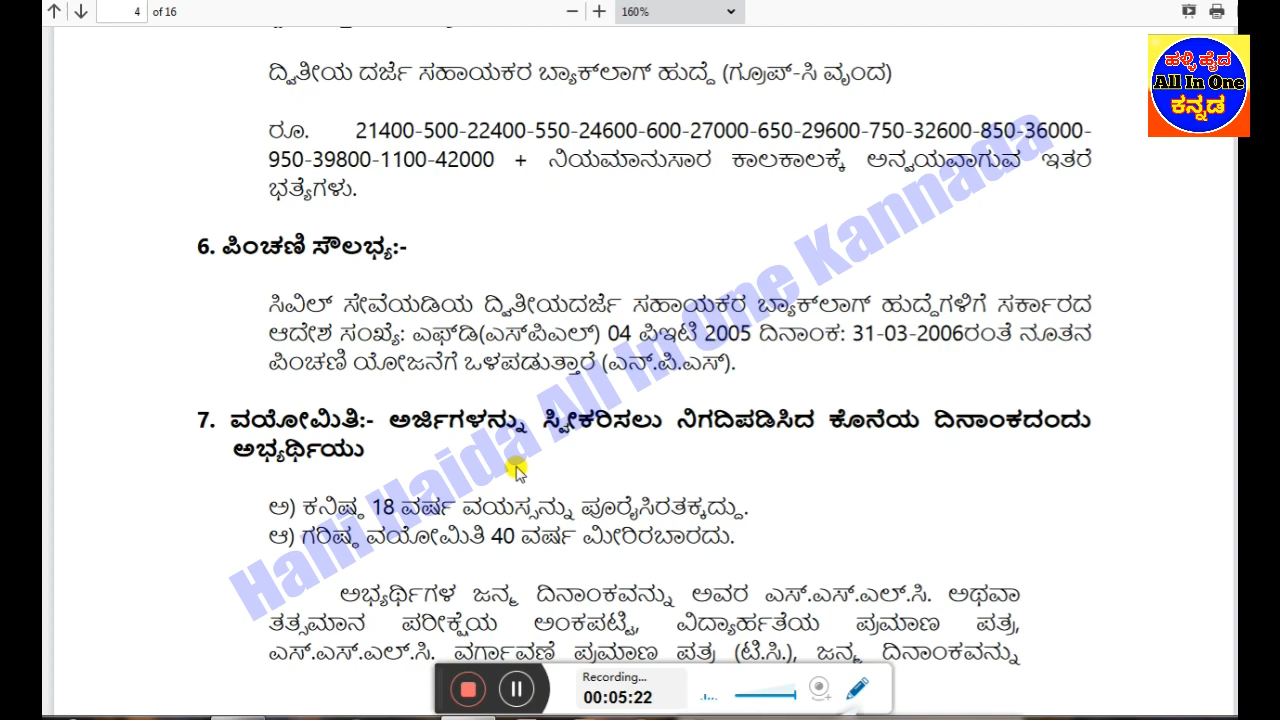 4 of 16
160%
ಹಳ್ಳಿ ಹೈದ
All In One
ಕನ್ನಡ
ದ್ವಿತೀಯ ದರ್ಜೆ ಸಹಾಯಕರ ಬ್ಯಾಕ್‌ಲಾಗ್ ಹುದ್ದೆ (ಗ್ರೂಪ್-ಸಿ ವೃಂದ)
ರೂ. 21400-500-22400-550-24600-600-27000-650-29600-750-32600-850-36000-
950-39800-1100-42000 + ನಿಯಮಾನುಸಾರ ಕಾಲಕಾಲಕ್ಕೆ ಅನ್ವಯವಾಗುವ ಇತರೆ
ಭತ್ಯೆಗಳು.
6. ಪಿಂಚಣಿ ಸೌಲಭ್ಯ:-
ಸಿವಿಲ್ ಸೇವೆಯಡಿಯ ದ್ವಿತೀಯದರ್ಜೆ ಸಹಾಯಕರ ಬ್ಯಾಕ್‌ಲಾಗ್ ಹುದ್ದೆಗಳಿಗೆ ಸರ್ಕಾರದ
ಆದೇಶ ಸಂಖ್ಯೆ: ಎಫ್‌ಡಿ(ಎಸ್‌ಪಿಎಲ್) 04 ಪಿಇಟಿ 2005 ದಿನಾಂಕ: 31-03-2006ರಂತೆ ನೂತನ
ಪಿಂಚಣಿ ಯೋಜನೆಗೆ ಒಳಪಡುತ್ತಾರೆ (ಎನ್.ಪಿ.ಎಸ್).
7. ವಯೋಮಿತಿ:- ಅರ್ಜಿಗಳನ್ನು ಸ್ವೀಕರಿಸಲು ನಿಗದಿಪಡಿಸಿದ ಕೊನೆಯ ದಿನಾಂಕದಂದು
ಅಭ್ಯರ್ಥಿಯು
ಅ) ಕನಿಷ್ಠ 18 ವರ್ಷ ವಯಸ್ಸನ್ನು ಪೂರೈಸಿರತಕ್ಕದ್ದು.
ಆ) ಗರಿಷ್ಠ ವಯೋಮಿತಿ 40 ವರ್ಷ ಮೀರಿರಬಾರದು.
ಅಭ್ಯರ್ಥಿಗಳ ಜನ್ಮ ದಿನಾಂಕವನ್ನು ಅವರ ಎಸ್.ಎಸ್.ಎಲ್.ಸಿ. ಅಥವಾ
ತತ್ಸಮಾನ ಪರೀಕ್ಷೆಯ ಅಂಕಪಟ್ಟಿ, ವಿದ್ಯಾರ್ಹತೆಯ ಪ್ರಮಾಣ ಪತ್ರ,
ಎಸ್.ಎಸ್.ಎಲ್.ಸಿ. ವರ್ಗಾವಣೆ ಪ್ರಮಾಣ ಪತ್ರ (ಟಿ.ಸಿ.), ಜನ್ಮ ದಿನಾಂಕವನ್ನು
Halli Haida All In One Kannada
Recording...
00:05:22